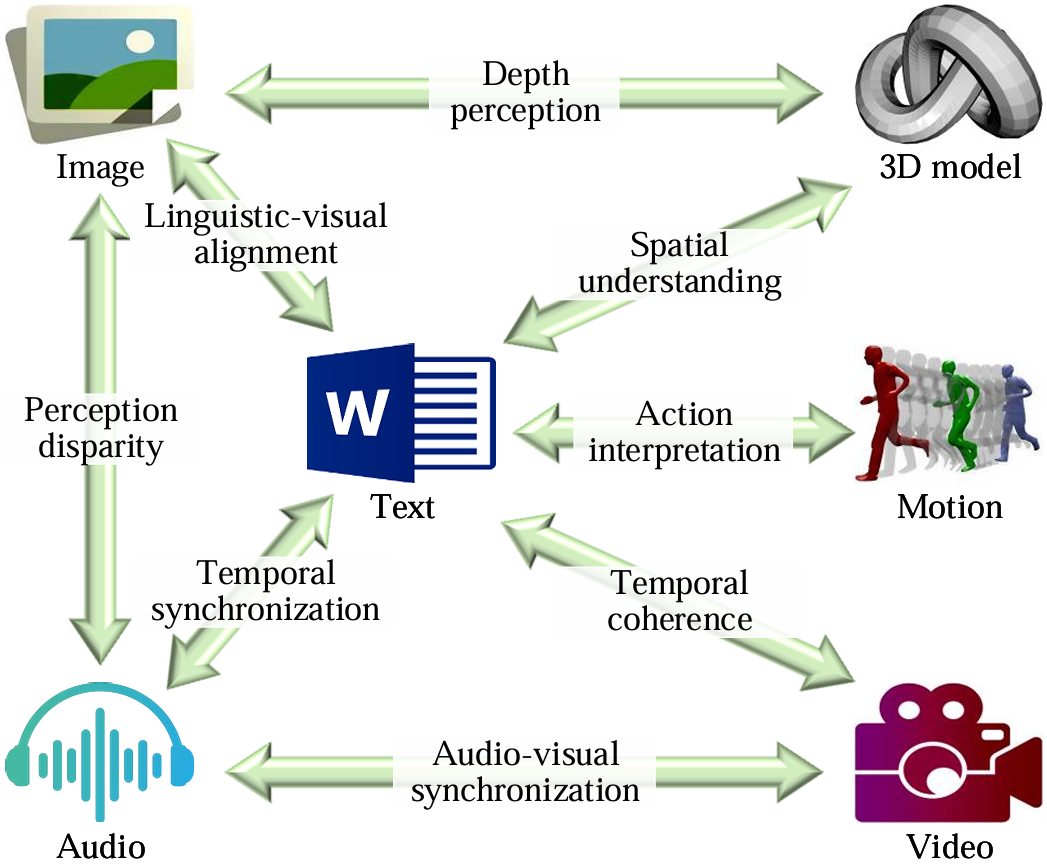 Depth
perception
Image
3D model
Linguistic-visual
alignment
Spatial
understanding
Perception
disparity
W
Text
Action
interpretation
Motion
Temporal
synchronization
Temporal
coherence
Audio-visual
synchronization
Audio
Video